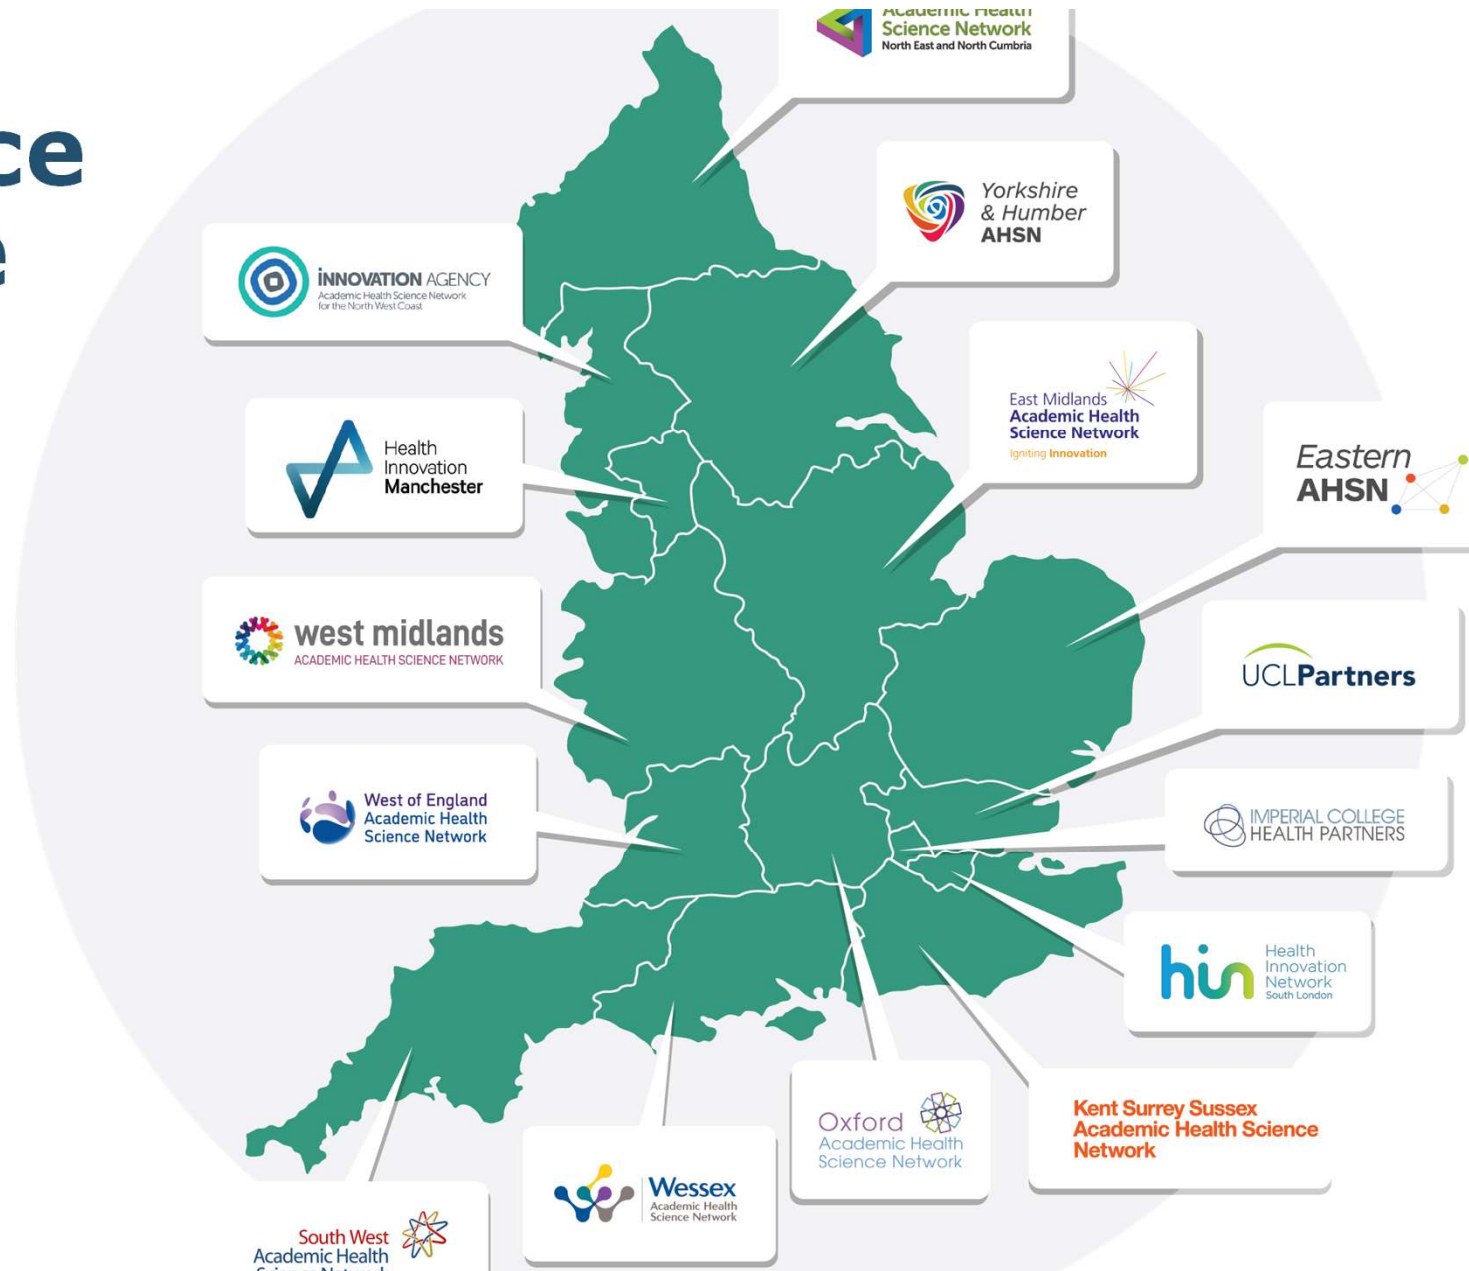 ce
e
Academic Health
Science Network
North East and North Cumbria
Yorkshire
& Humber
AHSN
iNNOVATION AGENCY
Academic Health Science Network
for the North West Coast
East Midlands
Academic Health
Science Network
Igniting Innovation
Health
Innovation
Manchester
Eastern
AHSN
west midlands
ACADEMIC HEALTH SCIENCE NETWORK
UCLPartners
West of England
Academic Health
Science Network
IMPERIAL COLLEGE
HEALTH PARTNERS
hin
Health
Innovation
Network
South London
Oxford
Academic Health
Science Network
Kent Surrey Sussex
Academic Health Science
Network
Wessex
Academic Health
Science Network
South West
Academic Health
Science Network